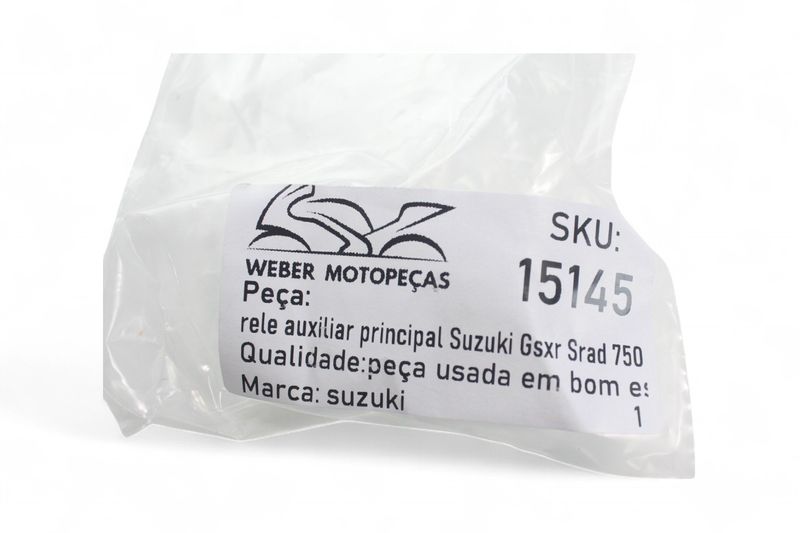 WEBER MOTOPEÇAS
SKU:
15145
Peça:
rele auxiliar principal Suzuki Gsxr Srad 750
Qualidade:peça usada em bom es
Marca: suzuki
1